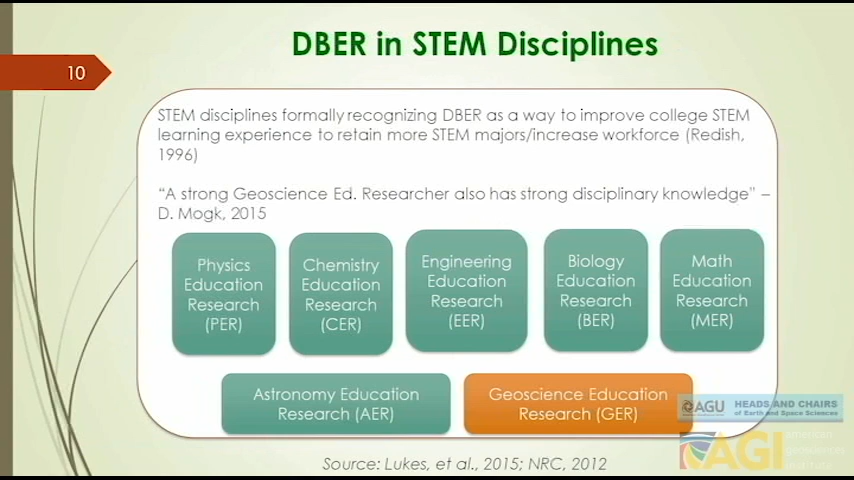 DBER in STEM Disciplines
10
STEM disciplines formally recognizing DBER as a way to improve college STEM
learning experience to retain more STEM majors/increase workforce (Redish,
1996)
“A strong Geoscience Ed. Researcher also has strong disciplinary knowledge” –
D. Mogk, 2015
Physics
Education
Research
(PER)
Chemistry
Education
Research
(CER)
Engineering
Education
Research
(EER)
Biology
Education
Research
(BER)
Math
Education
Research
(MER)
Astronomy Education
Research (AER)
Geoscience Education
Research (GER)
AGU
HEADS AND CHAIRS
of Earth and Space Sciences
AGI
american
geosciences
institute
Source: Lukes, et al., 2015; NRC, 2012